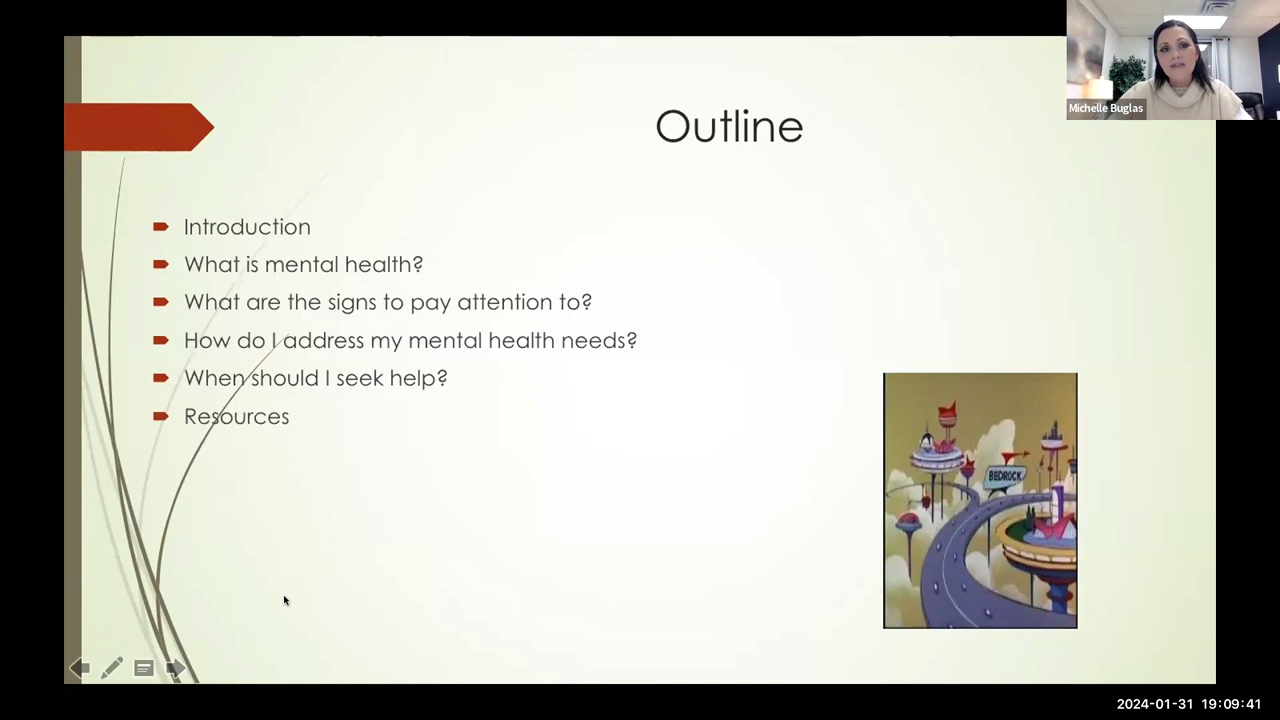 Michelle Buglas
Outline
Introduction
What is mental health?
What are the signs to pay attention to?
How do I address my mental health needs?
When should I seek help?
Resources
BEDROCK
2024-01-31 19:09:41